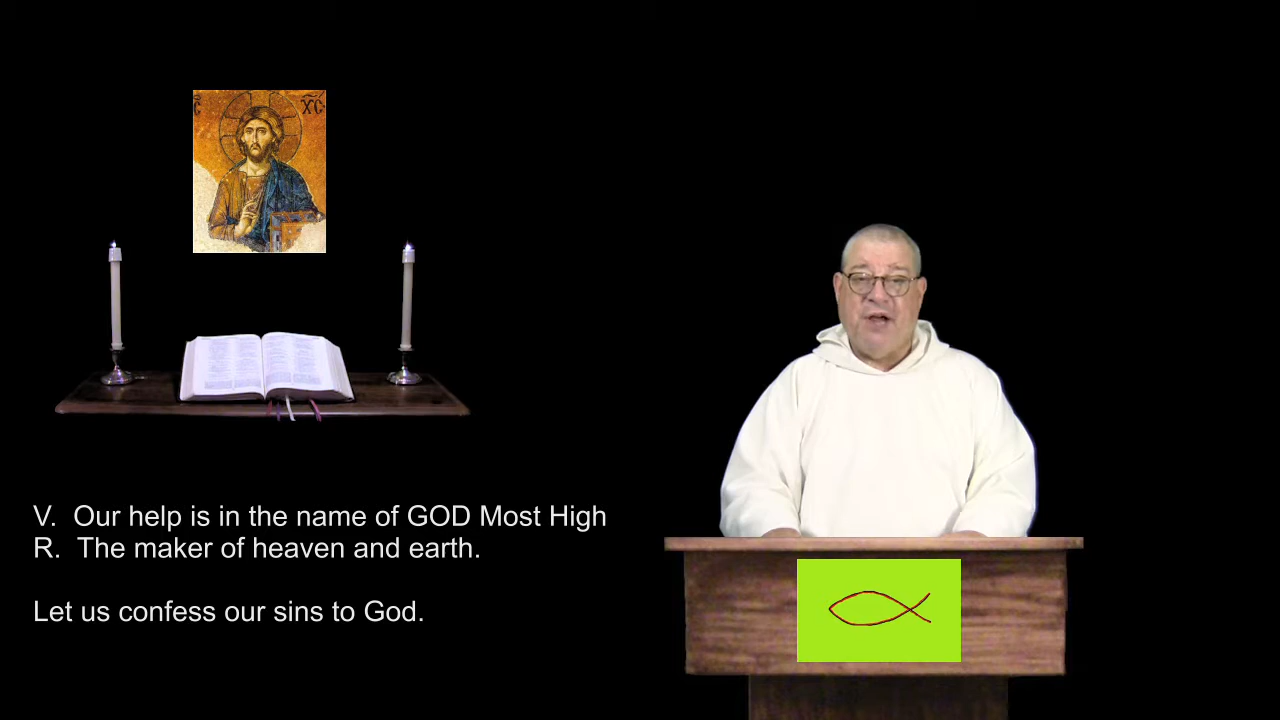 XC
V.  Our help is in the name of GOD Most High
R.  The maker of heaven and earth.
Let us confess our sins to God.